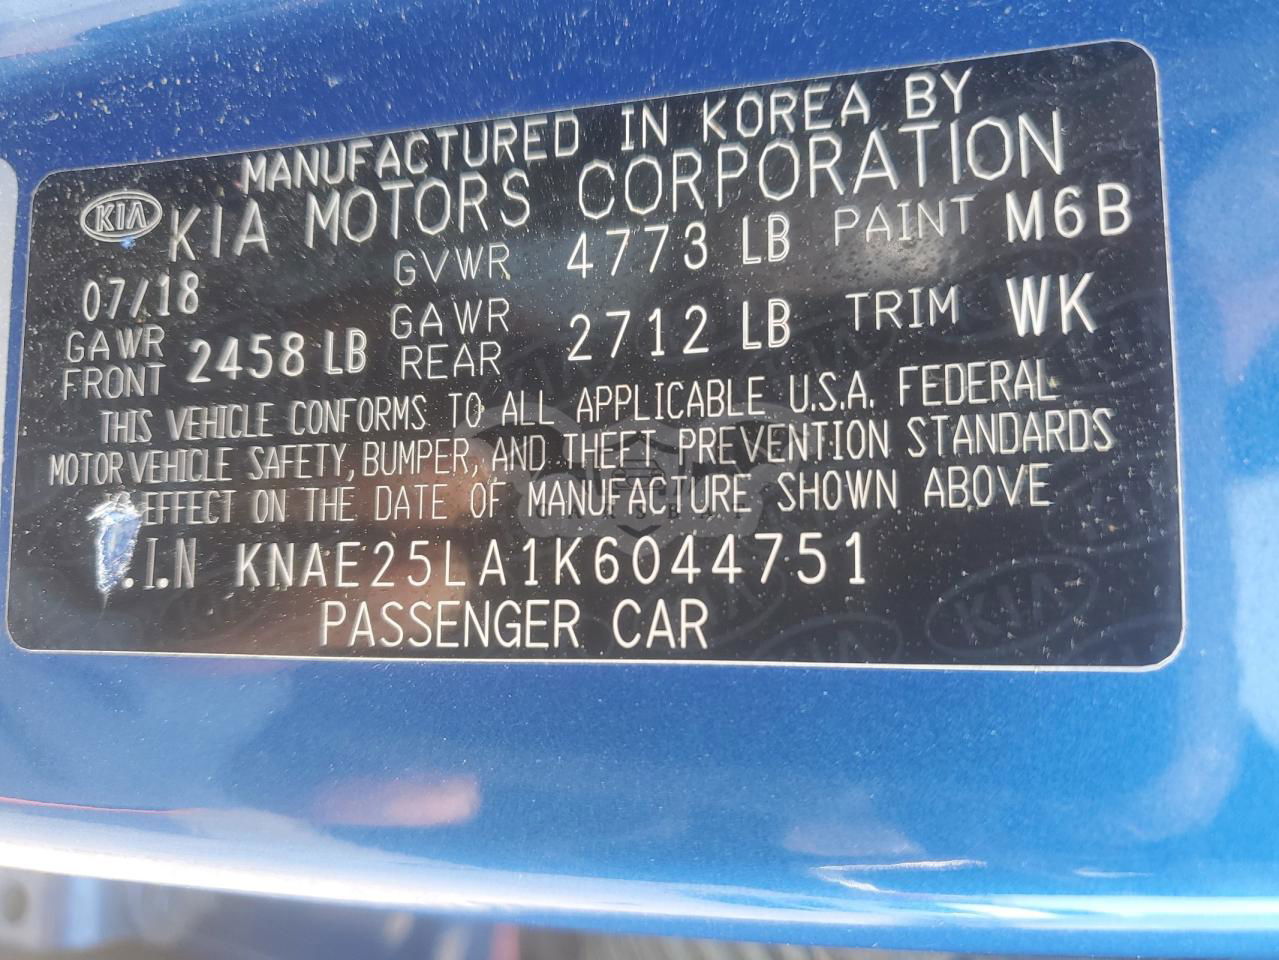 MANUFACTURED IN KOREA BY
KIA KIA MOTORS CORPORATION
07/18 GVWR 4773 LB PAINT M6B
GAWR FRONT 2458 LB GAWR REAR 2712 LB TRIM WK
THIS VEHICLE CONFORMS TO ALL APPLICABLE U.S.A. FEDERAL
MOTOR VEHICLE SAFETY, BUMPER, AND THEFT PREVENTION STANDARDS
EFFECT ON THE DATE OF MANUFACTURE SHOWN ABOVE
.I.N KNAE25LA1K6044751
PASSENGER CAR